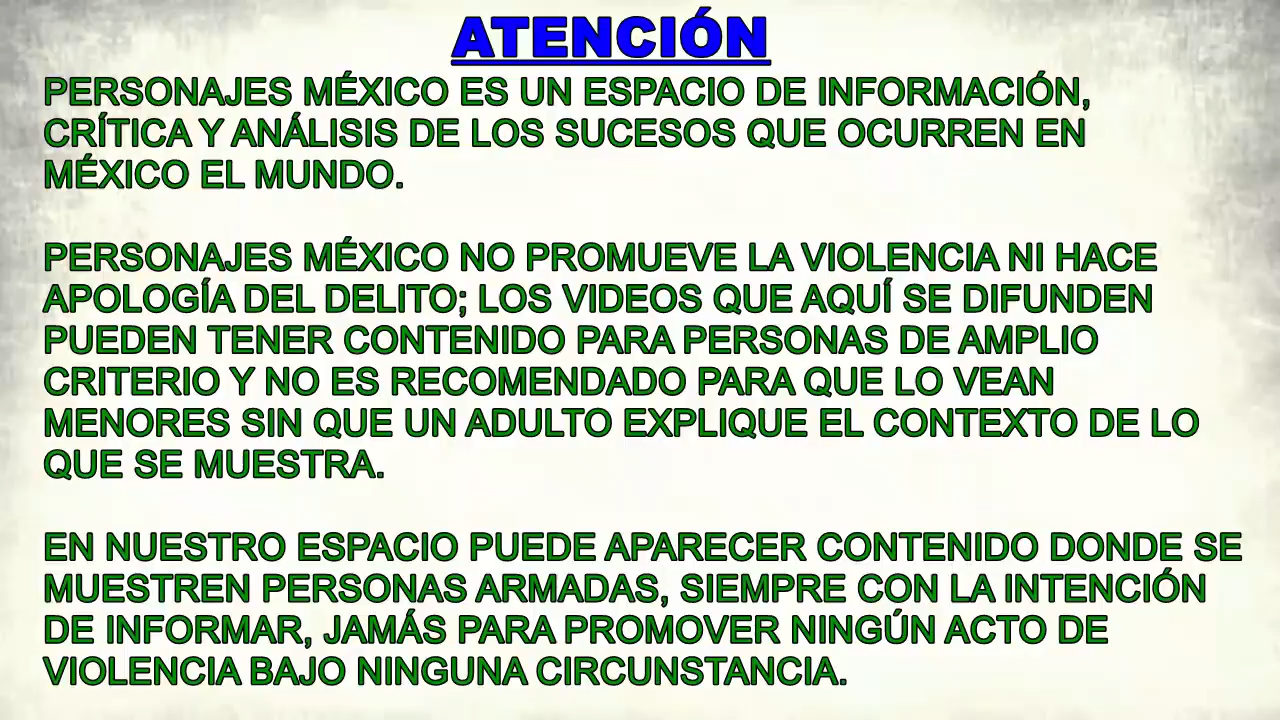 ATENCIÓN
PERSONAJES MÉXICO ES UN ESPACIO DE INFORMACIÓN,
CRÍTICA Y ANÁLISIS DE LOS SUCESOS QUE OCURREN EN
MÉXICO EL MUNDO.
PERSONAJES MÉXICO NO PROMUEVE LA VIOLENCIA NI HACE
APOLOGÍA DEL DELITO; LOS VIDEOS QUE AQUÍ SE DIFUNDEN
PUEDEN TENER CONTENIDO PARA PERSONAS DE AMPLIO
CRITERIO Y NO ES RECOMENDADO PARA QUE LO VEAN
MENORES SIN QUE UN ADULTO EXPLIQUE EL CONTEXTO DE LO
QUE SE MUESTRA.
EN NUESTRO ESPACIO PUEDE APARECER CONTENIDO DONDE SE
MUESTREN PERSONAS ARMADAS, SIEMPRE CON LA INTENCIÓN
DE INFORMAR, JAMÁS PARA PROMOVER NINGÚN ACTO DE
VIOLENCIA BAJO NINGUNA CIRCUNSTANCIA.